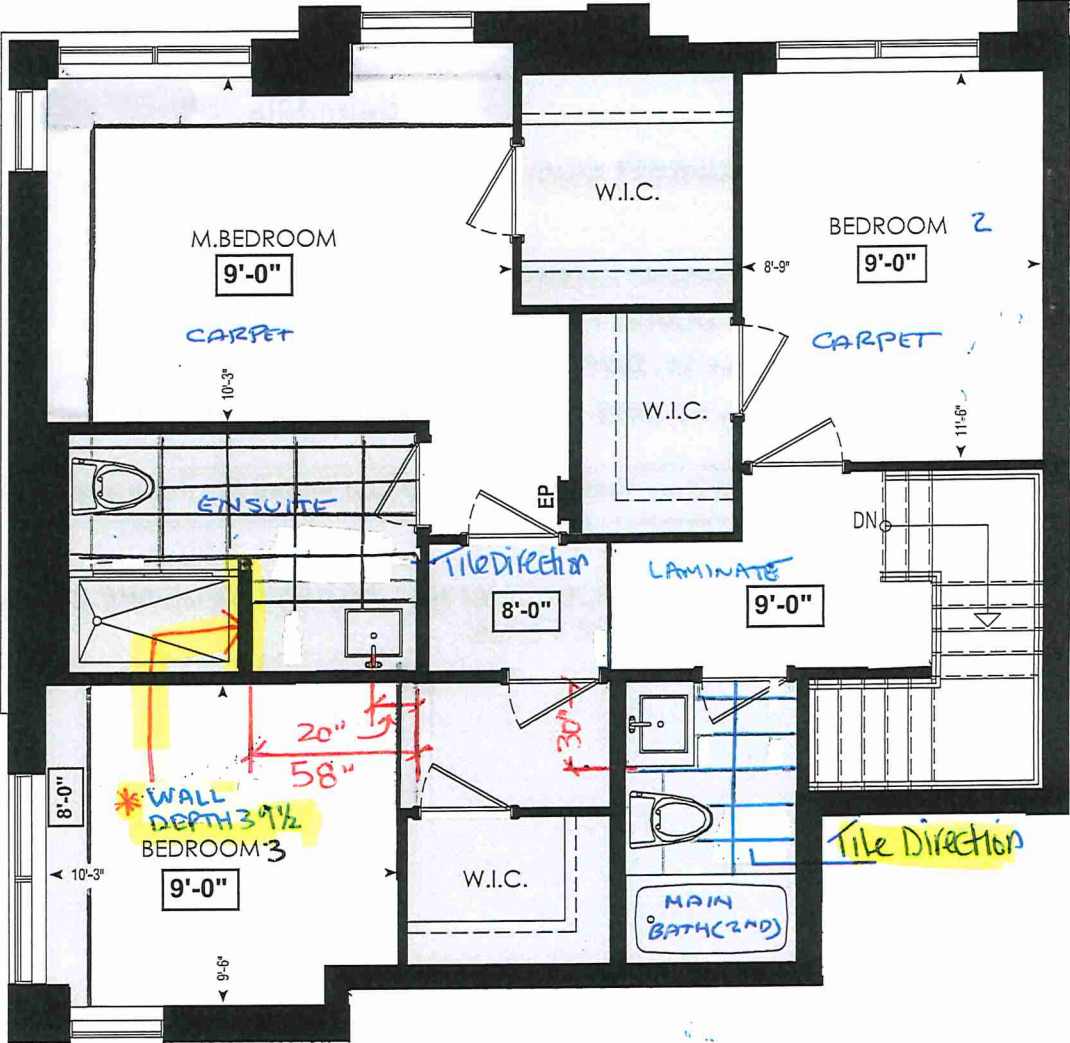 W.I.C.
M.BEDROOM
9'-0"
BEDROOM 2
9'-0"
8'-9"
CARPET
CARPET
10'-3"
W.I.C.
11'-6"
ENSUITE
EP
DN
Tile Direction
8'-0"
LAMINATE
9'-0"
20"
58"
30"
8'-0"
* WALL
DEPTH 39½
BEDROOM 3
10'-3"
9'-0"
W.I.C.
Tile Direction
MAIN
BATH (2ND)
9'-6"